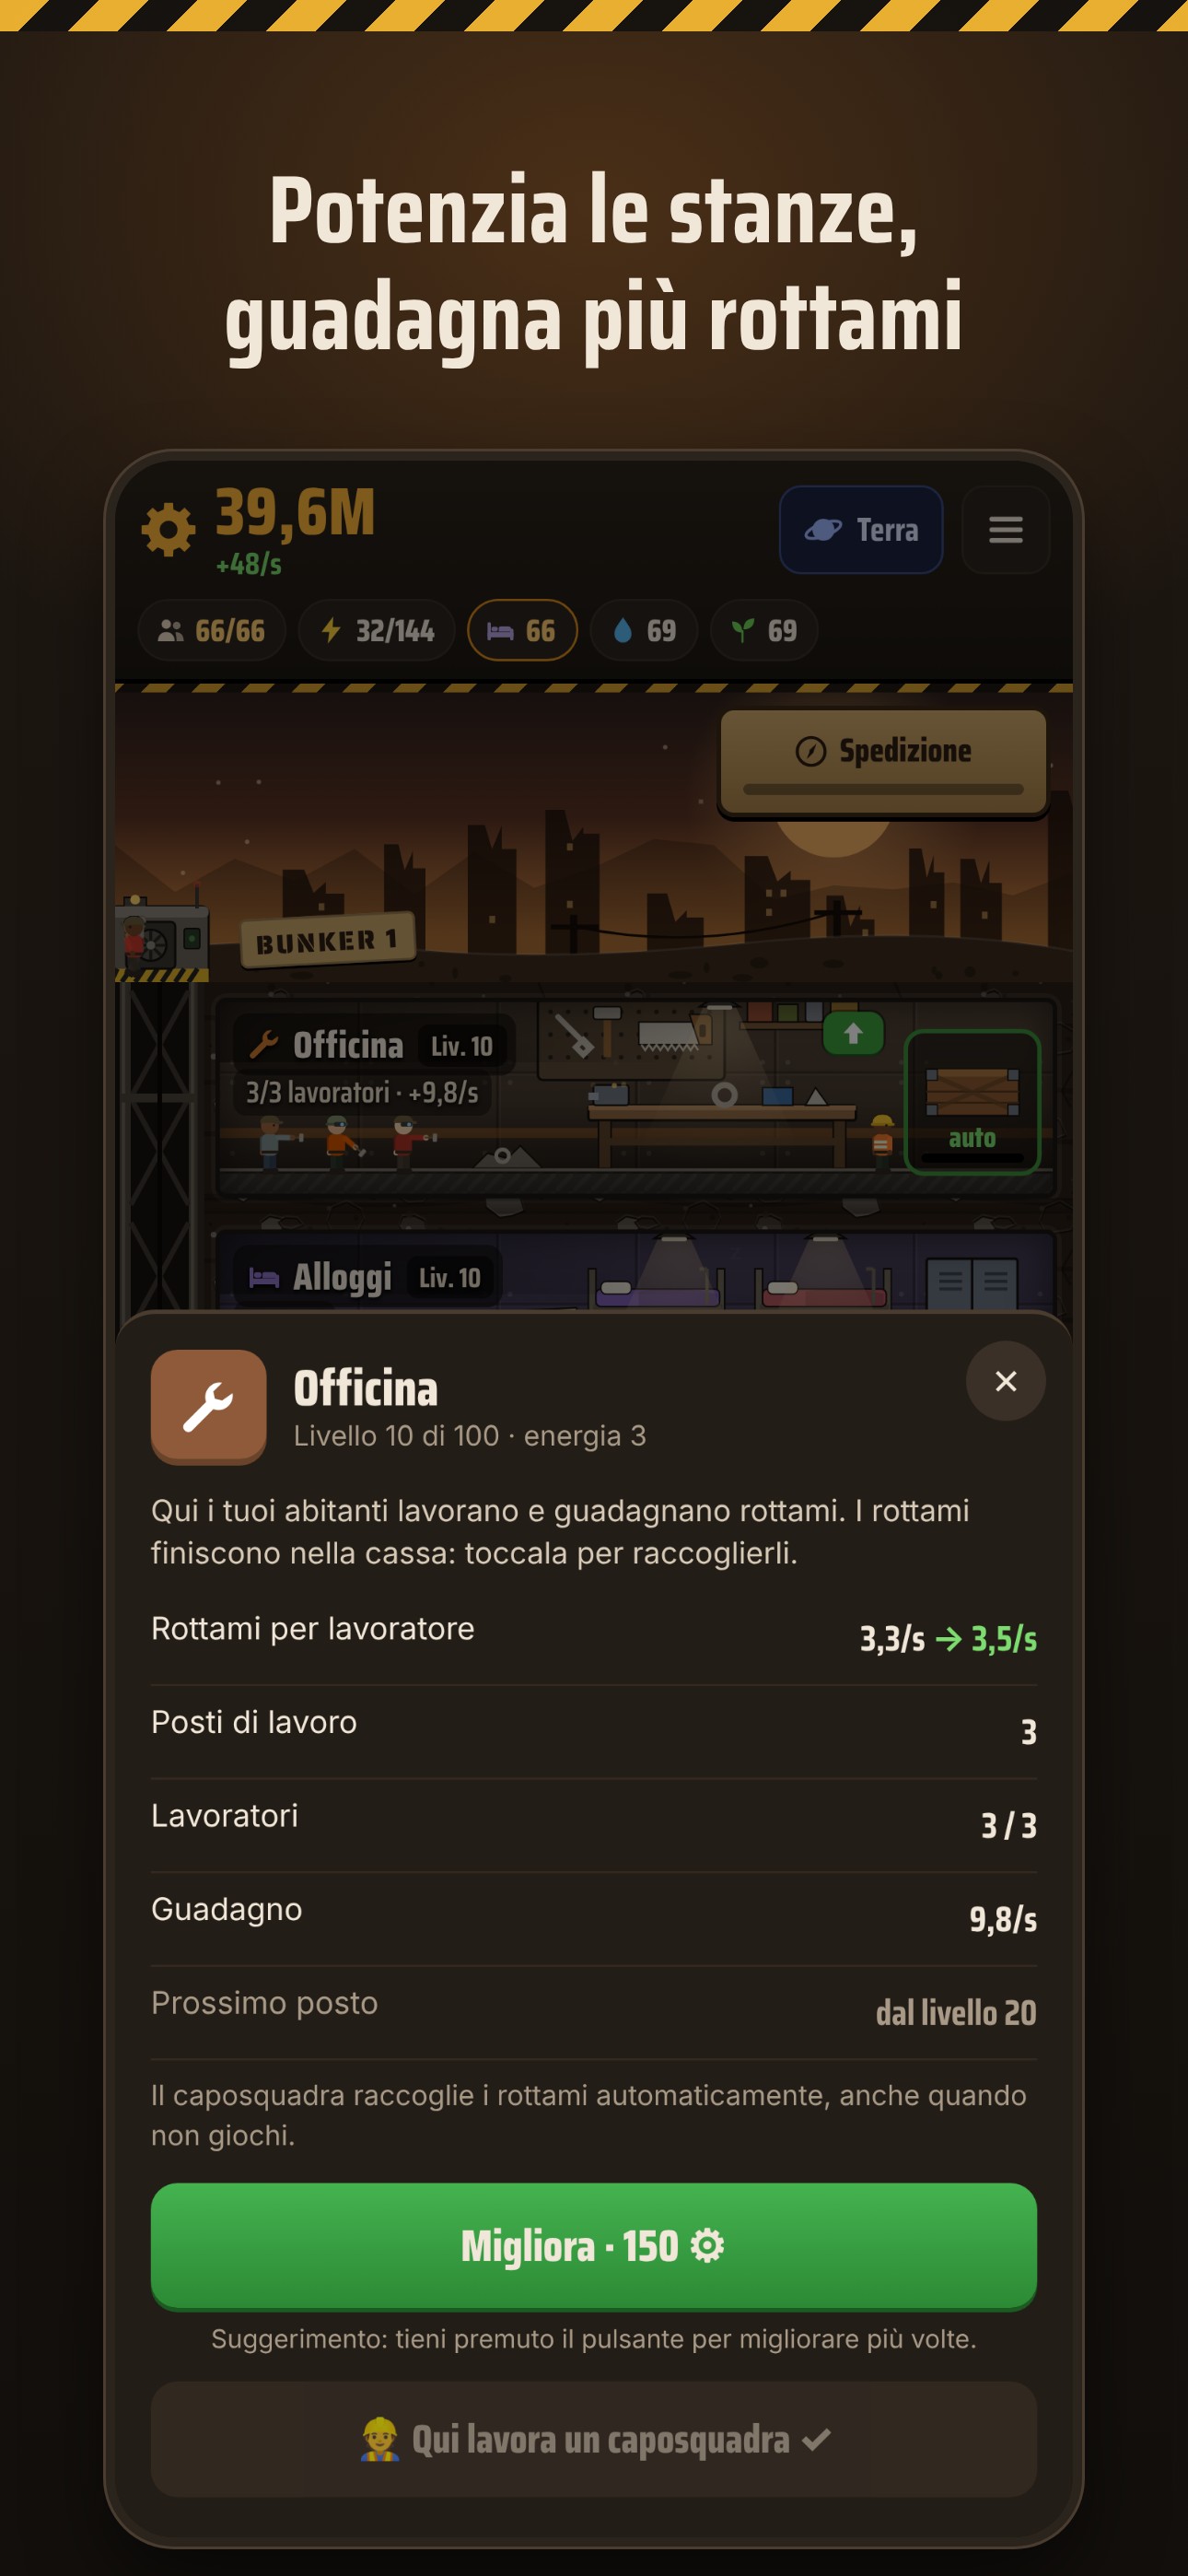 Potenzia le stanze,
guadagna più rottami
39,6M
+48/s
Terra
66/66
32/144
66
69
69
Spedizione
BUNKER 1
Officina
Liv. 10
3/3 lavoratori · +9,8/s
auto
Alloggi
Liv. 10
Officina
Livello 10 di 100 · energia 3
Qui i tuoi abitanti lavorano e guadagnano rottami. I rottami
finiscono nella cassa: toccala per raccoglierli.
Rottami per lavoratore
3,3/s → 3,5/s
Posti di lavoro
3
Lavoratori
3 / 3
Guadagno
9,8/s
Prossimo posto
dal livello 20
Il caposquadra raccoglie i rottami automaticamente, anche quando
non giochi.
Migliora · 150 ⚙
Suggerimento: tieni premuto il pulsante per migliorare più volte.
👷 Qui lavora un caposquadra ✓